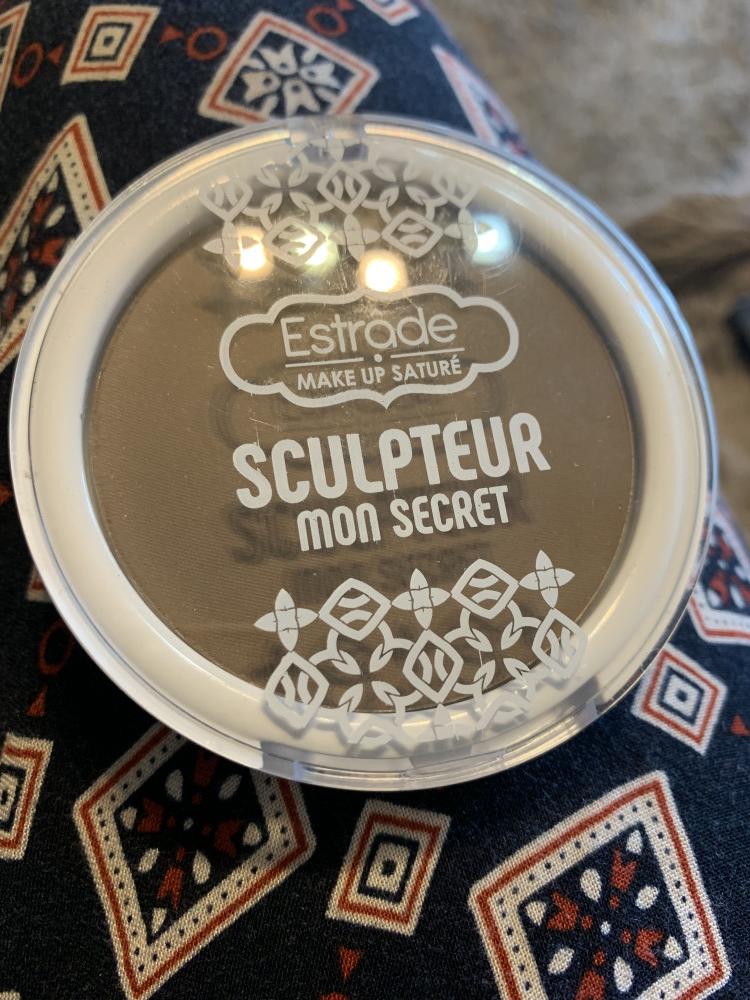 Estrade
MAKE UP SATURÉ
SCULPTEUR
MON SECRET